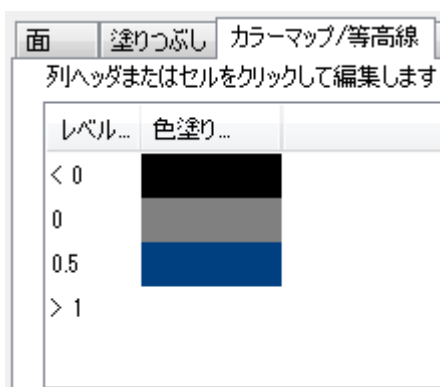 面 塗りつぶし カラーマップ/等高線
列ヘッダまたはセルをクリックして編集します
レベル... 色塗り...
< 0
0
0.5
> 1